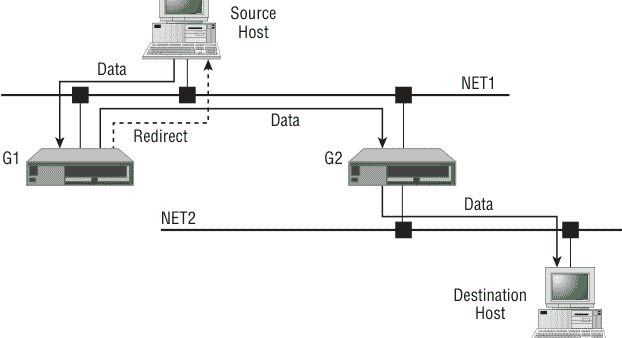 Source
Host
Data
NET1
Data
Redirect
G1
G2
Data
NET2
Destination
Host